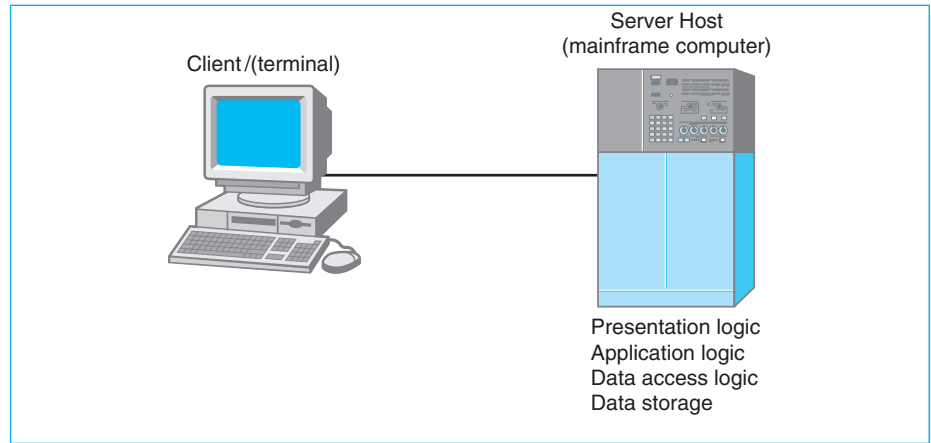 Server Host
(mainframe computer)
Client/(terminal)
Presentation logic
Application logic
Data access logic
Data storage